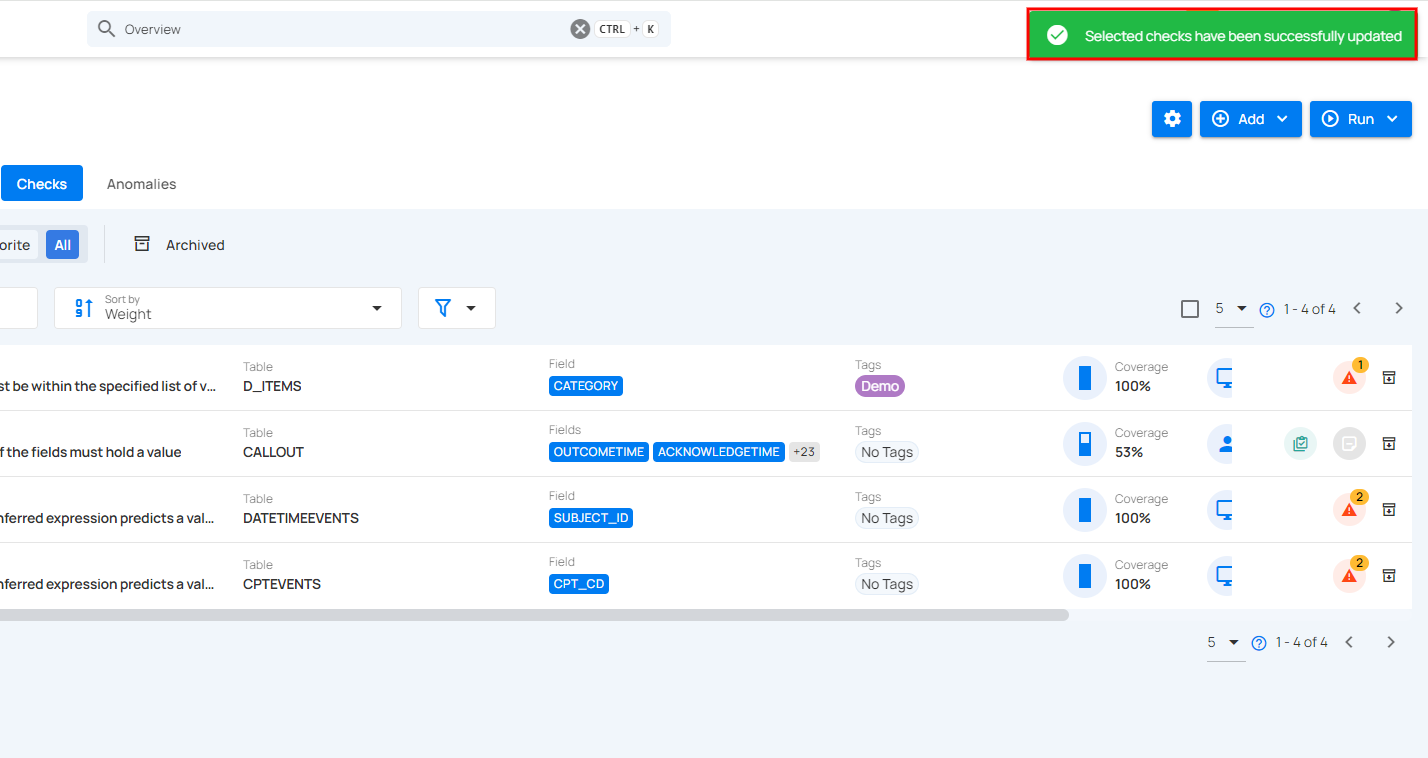 Overview
CTRL + K
Selected checks have been successfully updated
Add
Run
Checks
Anomalies
orite
All
Archived
Sort by
Weight
5
1 - 4 of 4
st be within the specified list of v...
Table
D_ITEMS
Field
CATEGORY
Tags
Demo
Coverage
100%
1
f the fields must hold a value
Table
CALLOUT
Fields
OUTCOMETIME ACKNOWLEDGETIME +23
Tags
No Tags
Coverage
53%
nferred expression predicts a val...
Table
DATETIMEEVENTS
Field
SUBJECT_ID
Tags
No Tags
Coverage
100%
2
nferred expression predicts a val...
Table
CPTEVENTS
Field
CPT_CD
Tags
No Tags
Coverage
100%
2
5
1 - 4 of 4